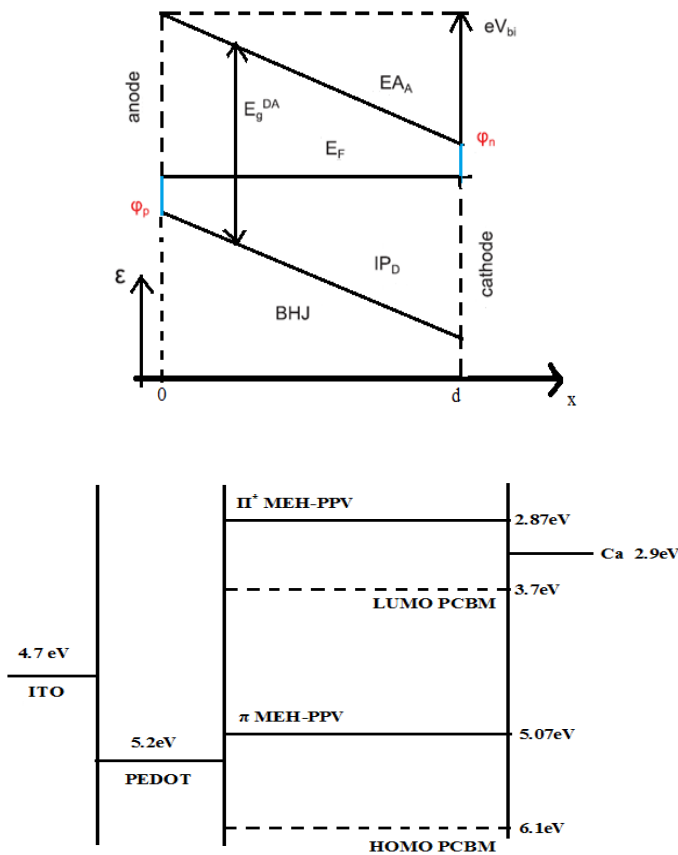 eV_bi
EA_A
anode
E_g^DA
E_F
φ_n
φ_p
IP_D
ε
BHJ
cathode
0
d
x
Π* MEH-PPV
2.87eV
Ca 2.9eV
3.7eV
LUMO PCBM
4.7 eV
ITO
π MEH-PPV
5.07eV
5.2eV
PEDOT
6.1eV
HOMO PCBM